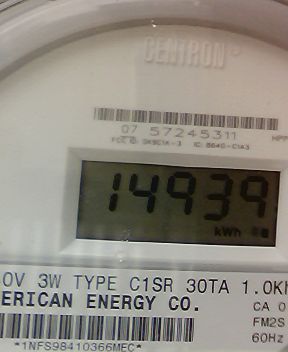 CENTRON®
07 57245311
14939
kWh
0V 3W TYPE C1SR 30TA 1.0Kh
ERICAN ENERGY CO.
CA 0
FM2S
60Hz
*1NFS98410366MEC*